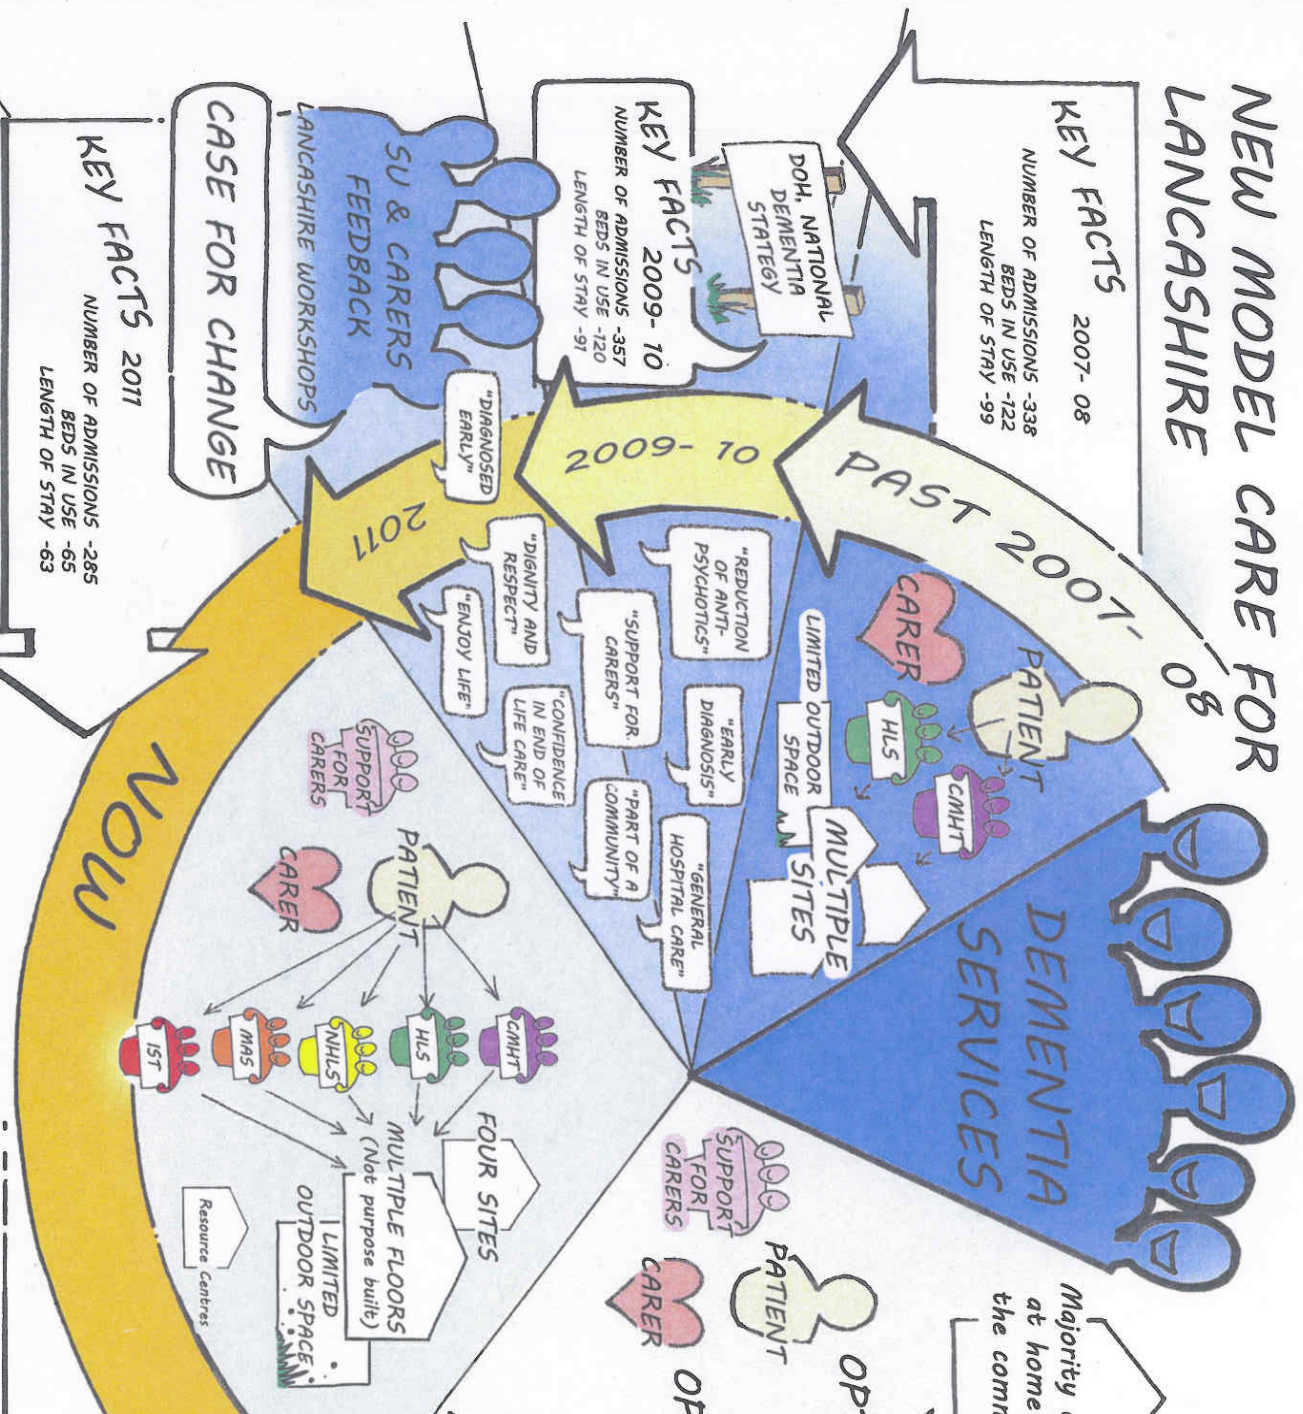 NEW MODEL CARE FOR
LANCASHIRE
KEY FACTS 2007-08
NUMBER OF ADMISSIONS -338
BEDS IN USE -122
LENGTH OF STAY -99
DOH, NATIONAL
DEMENTIA
STATEGY
KEY FACTS
2009-10
NUMBER OF ADMISSIONS -357
BEDS IN USE -120
LENGTH OF STAY -91
SU & CARERS
FEEDBACK
LANCASHIRE WORKSHOPS
CASE FOR CHANGE
KEY FACTS 2011
NUMBER OF ADMISSIONS -285
BEDS IN USE -65
LENGTH OF STAY -63
PAST 2007-08
2009-10
2011
NOW
DEMENTIA
SERVICES
PATIENT
CARER
HLS
CMHT
LIMITED OUTDOOR
SPACE
MULTIPLE
SITES
"REDUCTION
OF ANTI-
PSYCHOTICS"
"EARLY
DIAGNOSIS"
"GENERAL
HOSPITAL CARE"
"SUPPORT FOR
CARERS"
"PART OF A
COMMUNITY"
"DIAGNOSED
EARLY"
"DIGNITY AND
RESPECT"
"CONFIDENCE
IN END OF
LIFE CARE"
"ENJOY LIFE"
SUPPORT
FOR
CARERS
PATIENT
CARER
CMHT
HLS
NHLS
MAS
IST
FOUR SITES
MULTIPLE FLOORS
(Not purpose built)
LIMITED
OUTDOOR SPACE
Resource Centres
SUPPORT
FOR
CARERS
PATIENT
CARER
Majority
at home
the